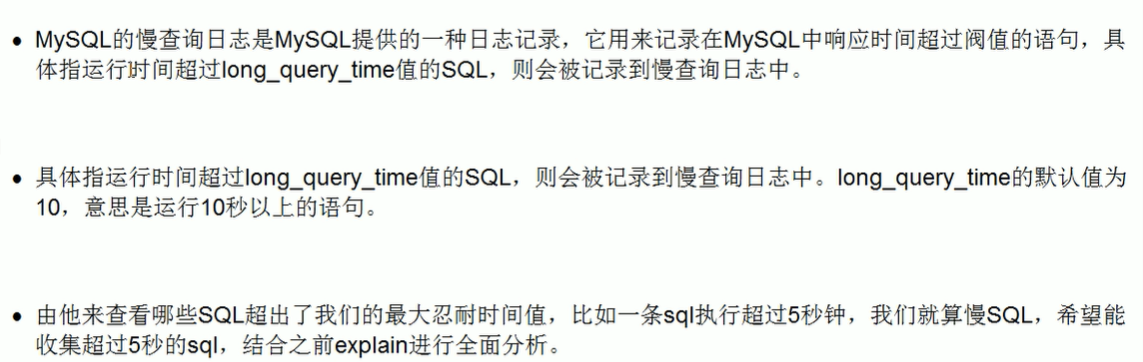 • MySQL的慢查询日志是MySQL提供的一种日志记录，它用来记录在MySQL中响应时间超过阀值的语句，具
体指运行时间超过long_query_time值的SQL，则会被记录到慢查询日志中。
• 具体指运行时间超过long_query_time值的SQL，则会被记录到慢查询日志中。long_query_time的默认值为
10，意思是运行10秒以上的语句。
• 由他来查看哪些SQL超出了我们的最大忍耐时间值，比如一条sql执行超过5秒钟，我们就算慢SQL，希望能
收集超过5秒的sql，结合之前explain进行全面分析。